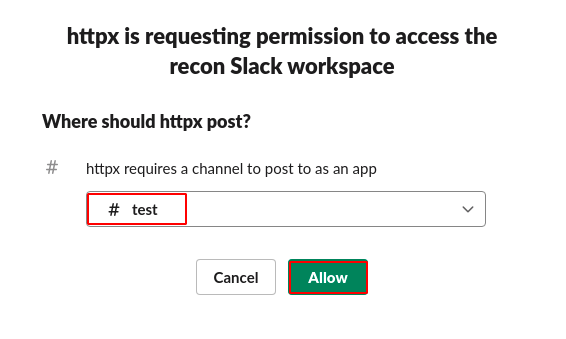 httpx is requesting permission to access the
recon Slack workspace
Where should httpx post?
# httpx requires a channel to post to as an app
# test
Cancel Allow